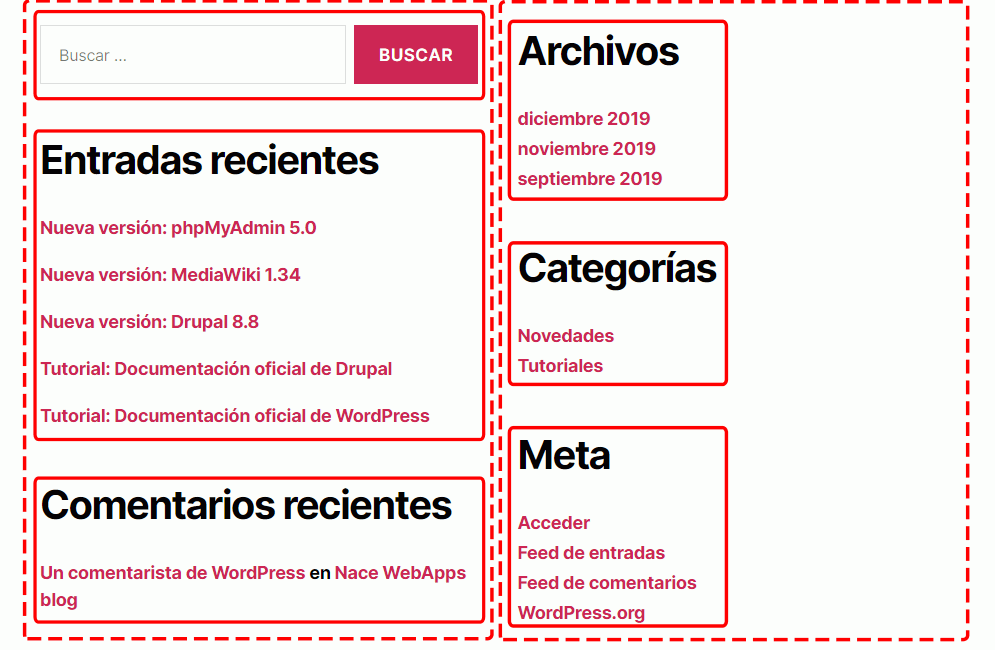 Buscar ...
BUSCAR
Entradas recientes
Nueva versión: phpMyAdmin 5.0
Nueva versión: MediaWiki 1.34
Nueva versión: Drupal 8.8
Tutorial: Documentación oficial de Drupal
Tutorial: Documentación oficial de WordPress
Comentarios recientes
Un comentarista de WordPress en Nace WebApps
blog
Archivos
diciembre 2019
noviembre 2019
septiembre 2019
Categorías
Novedades
Tutoriales
Meta
Acceder
Feed de entradas
Feed de comentarios
WordPress.org